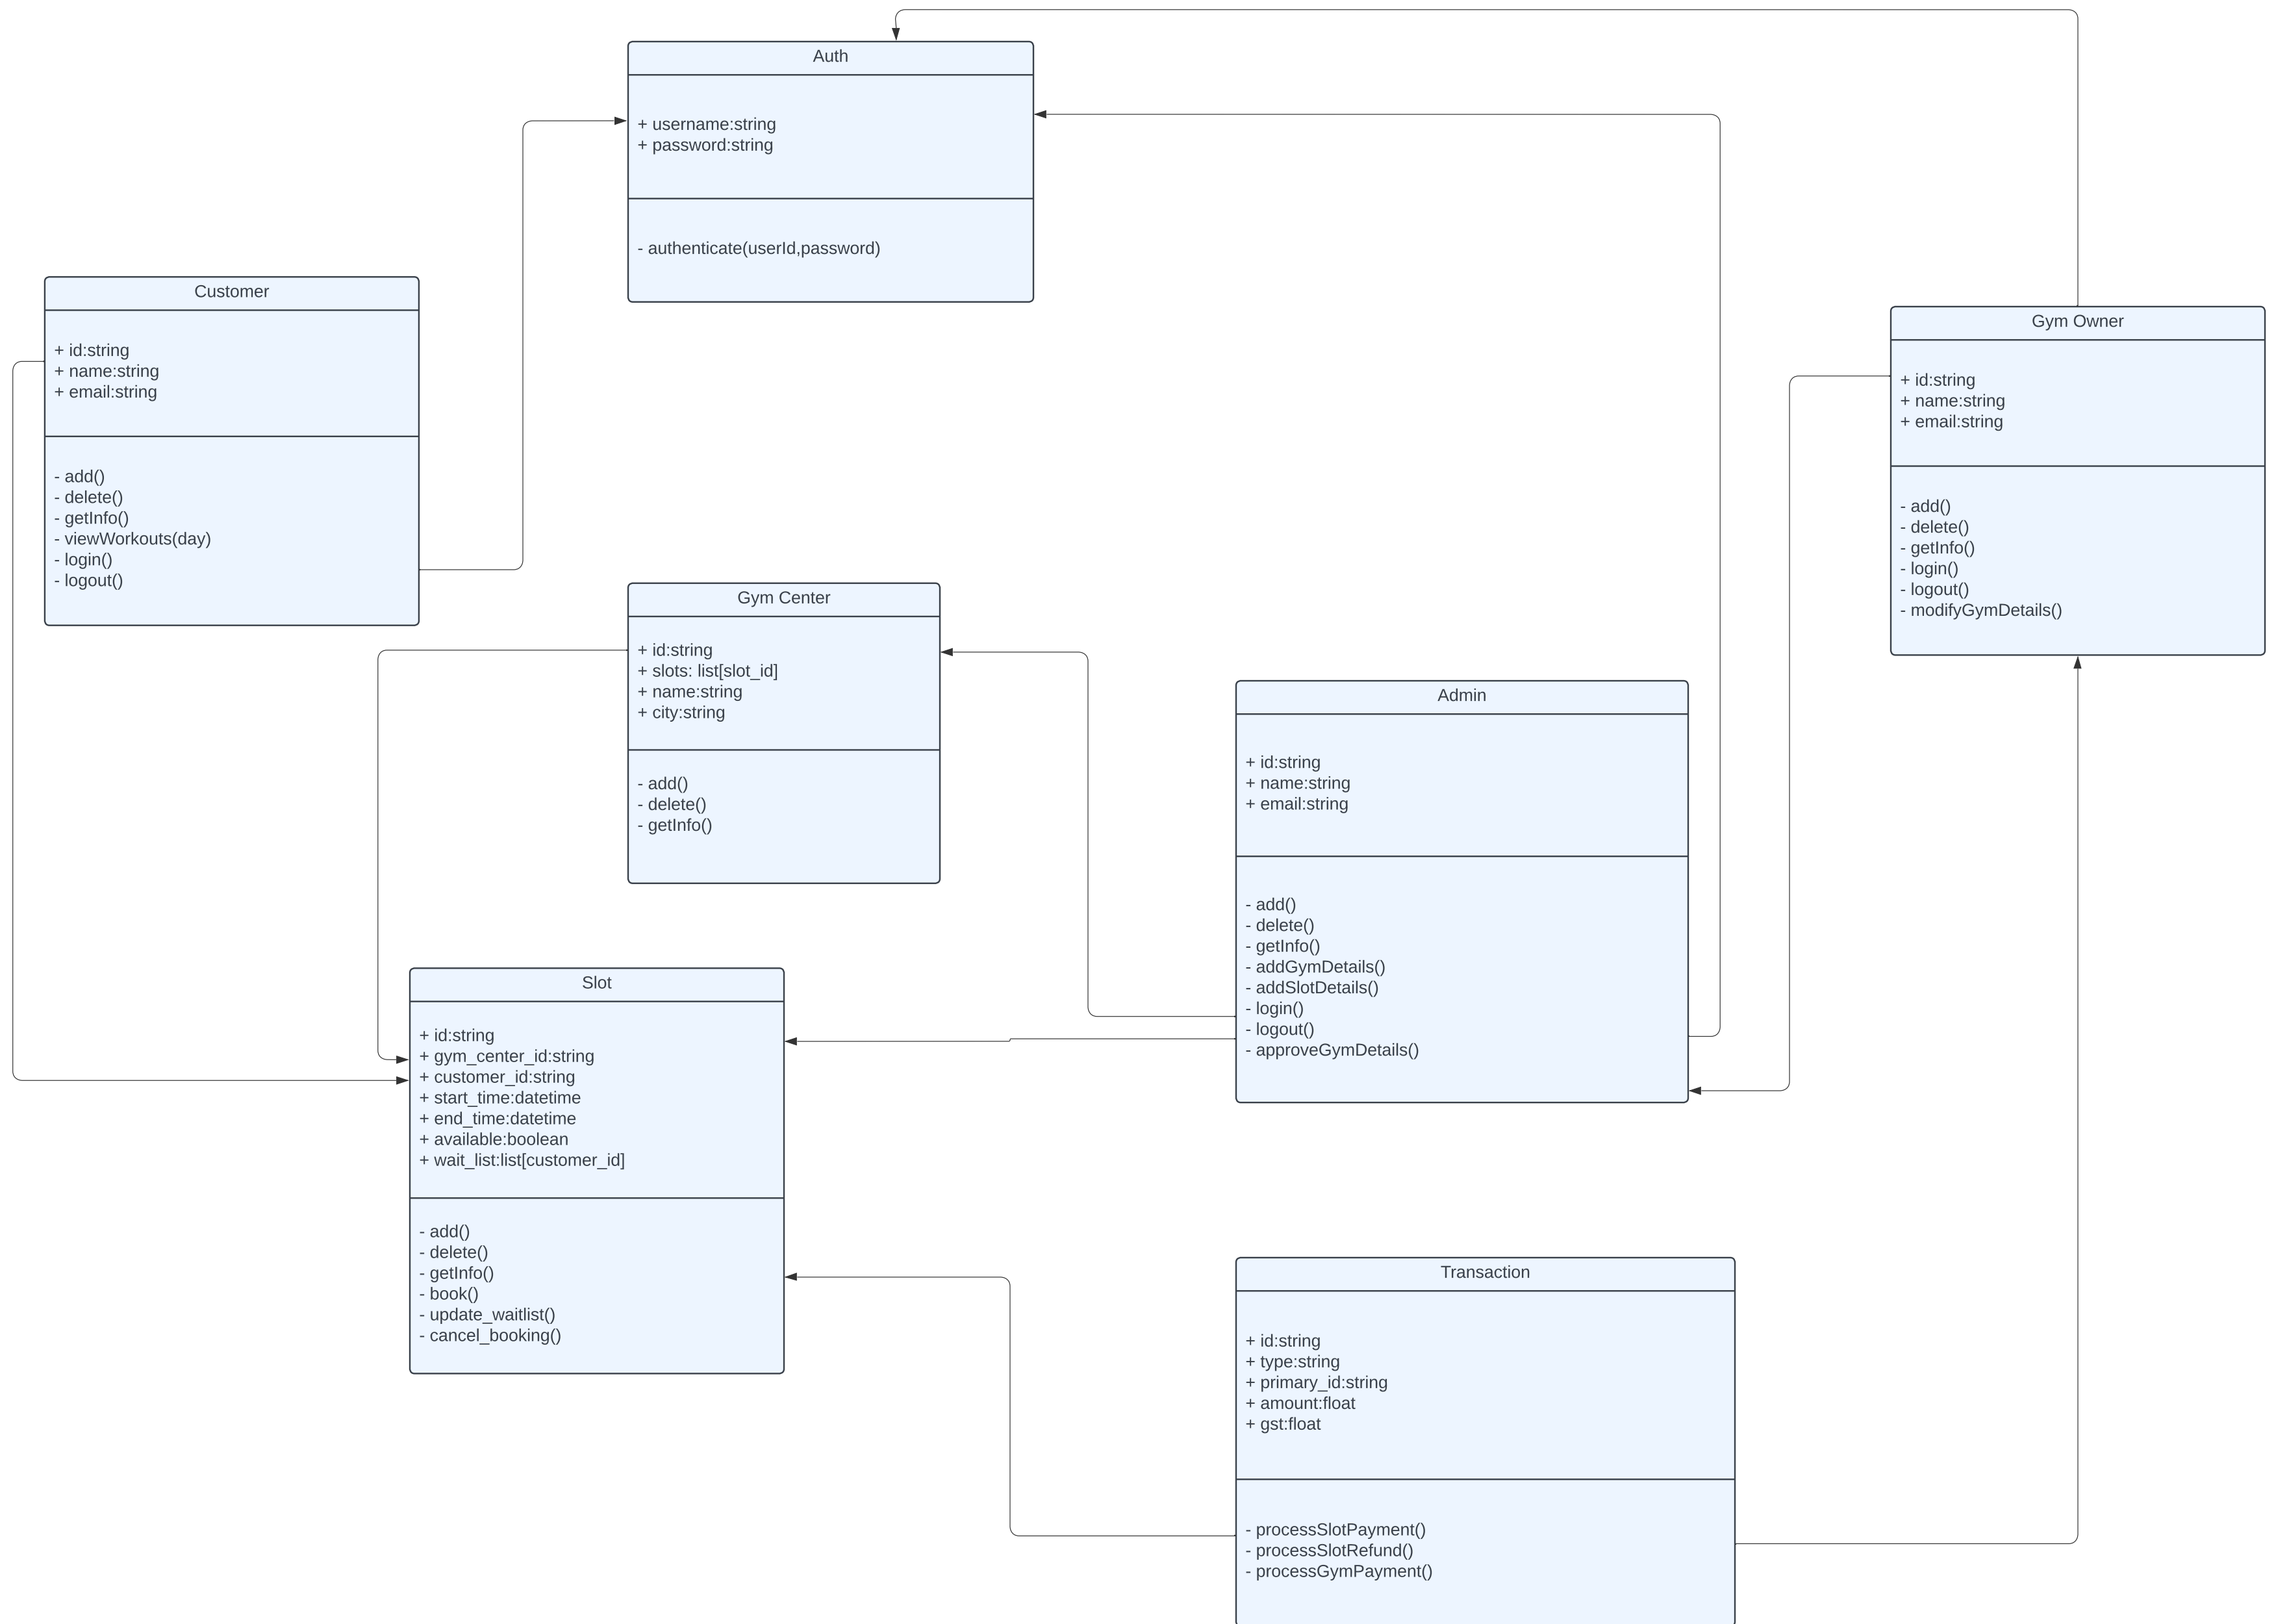 Auth
+ username:string
+ password:string
- authenticate(userId,password)
Customer
+ id:string
+ name:string
+ email:string
- add()
- delete()
- getInfo()
- viewWorkouts(day)
- login()
- logout()
Gym Owner
+ id:string
+ name:string
+ email:string
- add()
- delete()
- getInfo()
- login()
- logout()
- modifyGymDetails()
Gym Center
+ id:string
+ slots: list[slot_id]
+ name:string
+ city:string
- add()
- delete()
- getInfo()
Admin
+ id:string
+ name:string
+ email:string
- add()
- delete()
- getInfo()
- addGymDetails()
- addSlotDetails()
- login()
- logout()
- approveGymDetails()
Slot
+ id:string
+ gym_center_id:string
+ customer_id:string
+ start_time:datetime
+ end_time:datetime
+ available:boolean
+ wait_list:list[customer_id]
- add()
- delete()
- getInfo()
- book()
- update_waitlist()
- cancel_booking()
Transaction
+ id:string
+ type:string
+ primary_id:string
+ amount:float
+ gst:float
- processSlotPayment()
- processSlotRefund()
- processGymPayment()